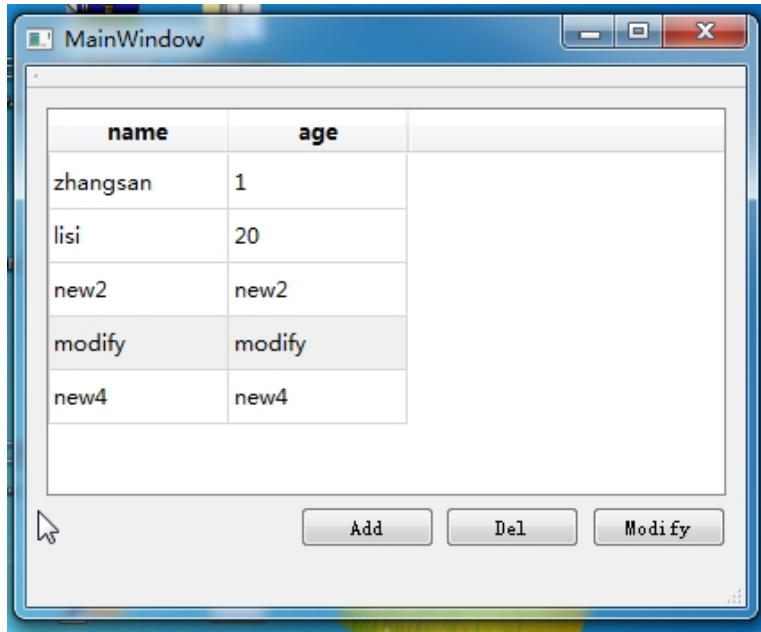 MainWindow
name age
zhangsan 1
lisi 20
new2 new2
modify modify
new4 new4
Add Del Modify